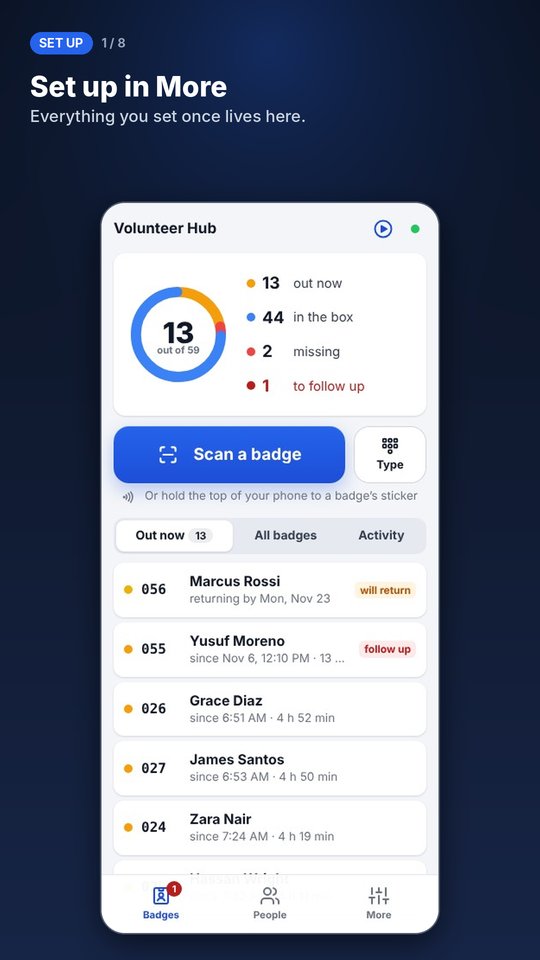 SET UP 1 / 8
Set up in More
Everything you set once lives here.
Volunteer Hub
13 out now
44 in the box
2 missing
1 to follow up
13
out of 59
Scan a badge
Type
Or hold the top of your phone to a badge’s sticker
Out now 13 All badges Activity
056 Marcus Rossi will return
returning by Mon, Nov 23
055 Yusuf Moreno follow up
since Nov 6, 12:10 PM · 13 ...
026 Grace Diaz
since 6:51 AM · 4 h 52 min
027 James Santos
since 6:53 AM · 4 h 50 min
024 Zara Nair
since 7:24 AM · 4 h 19 min
1
Badges People More